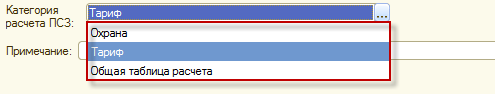 Категория
расчета ПСЗ:
Тариф
...
Охрана
Примечание:
Тариф
Общая таблица расчета